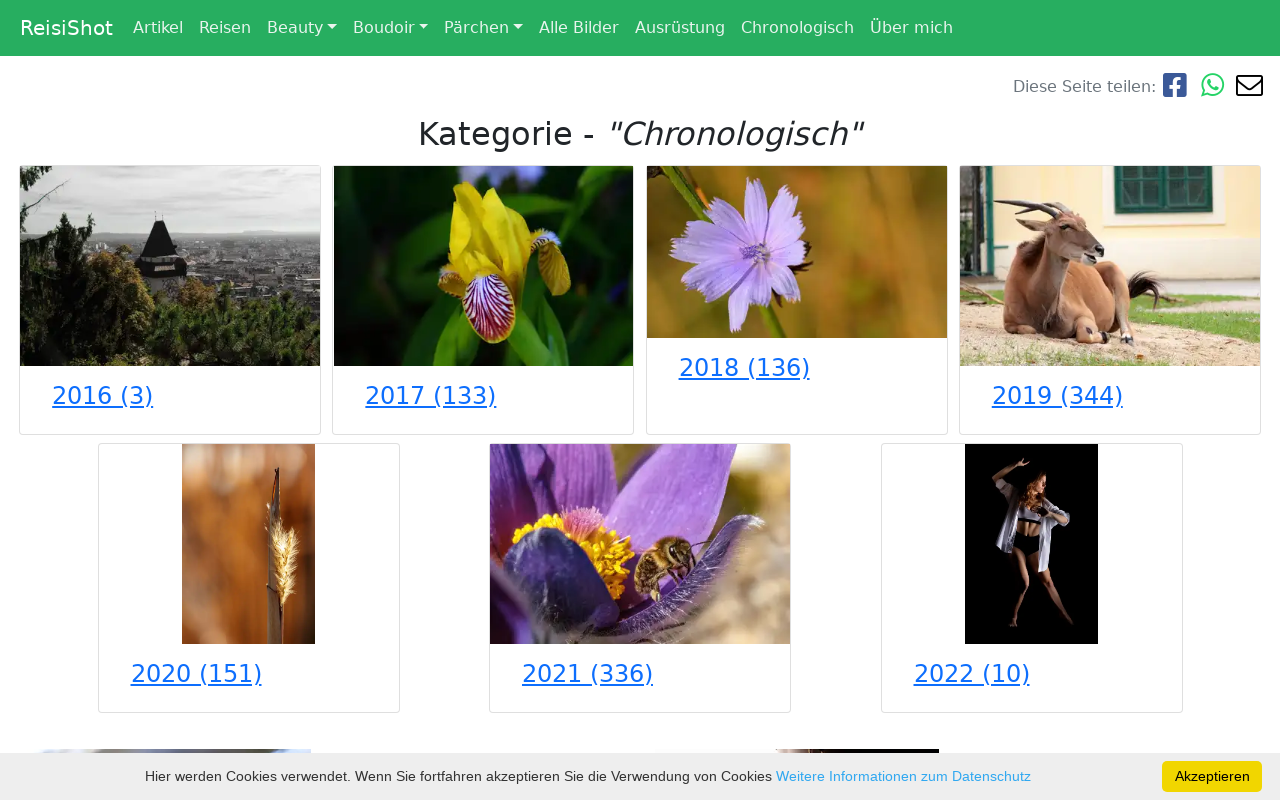 ReisiShot Artikel Reisen Beauty Boudoir Pärchen Alle Bilder Ausrüstung Chronologisch Über mich
Diese Seite teilen:
Kategorie - "Chronologisch"
2016 (3)
2017 (133)
2018 (136)
2019 (344)
2020 (151)
2021 (336)
2022 (10)
Hier werden Cookies verwendet. Wenn Sie fortfahren akzeptieren Sie die Verwendung von Cookies Weitere Informationen zum Datenschutz Akzeptieren